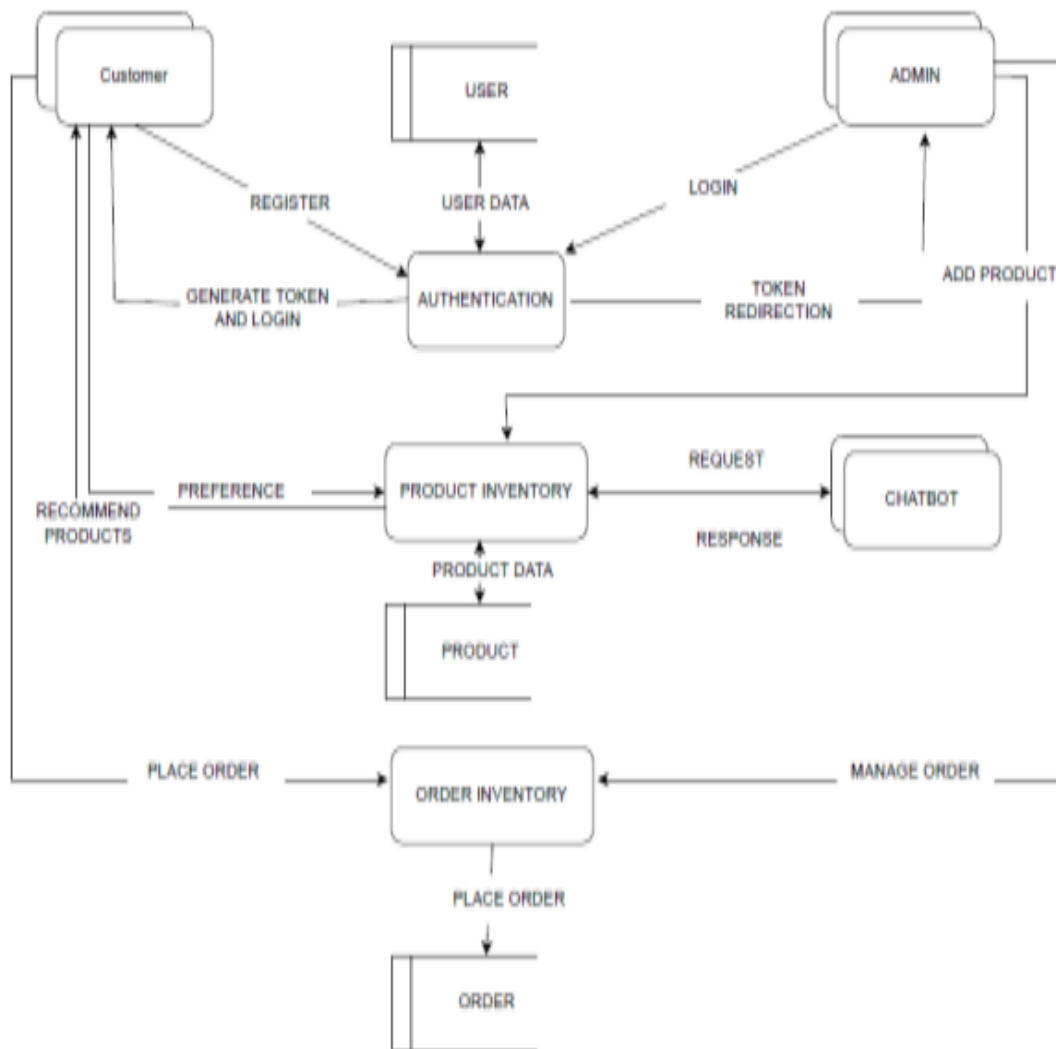 Customer
USER
ADMIN
REGISTER
USER DATA
LOGIN
GENERATE TOKEN
AND LOGIN
AUTHENTICATION
TOKEN
REDIRECTION
ADD PRODUCT
RECOMMEND
PRODUCTS
PREFERENCE
PRODUCT INVENTORY
REQUEST
RESPONSE
CHATBOT
PRODUCT DATA
PRODUCT
PLACE ORDER
ORDER INVENTORY
MANAGE ORDER
PLACE ORDER
ORDER